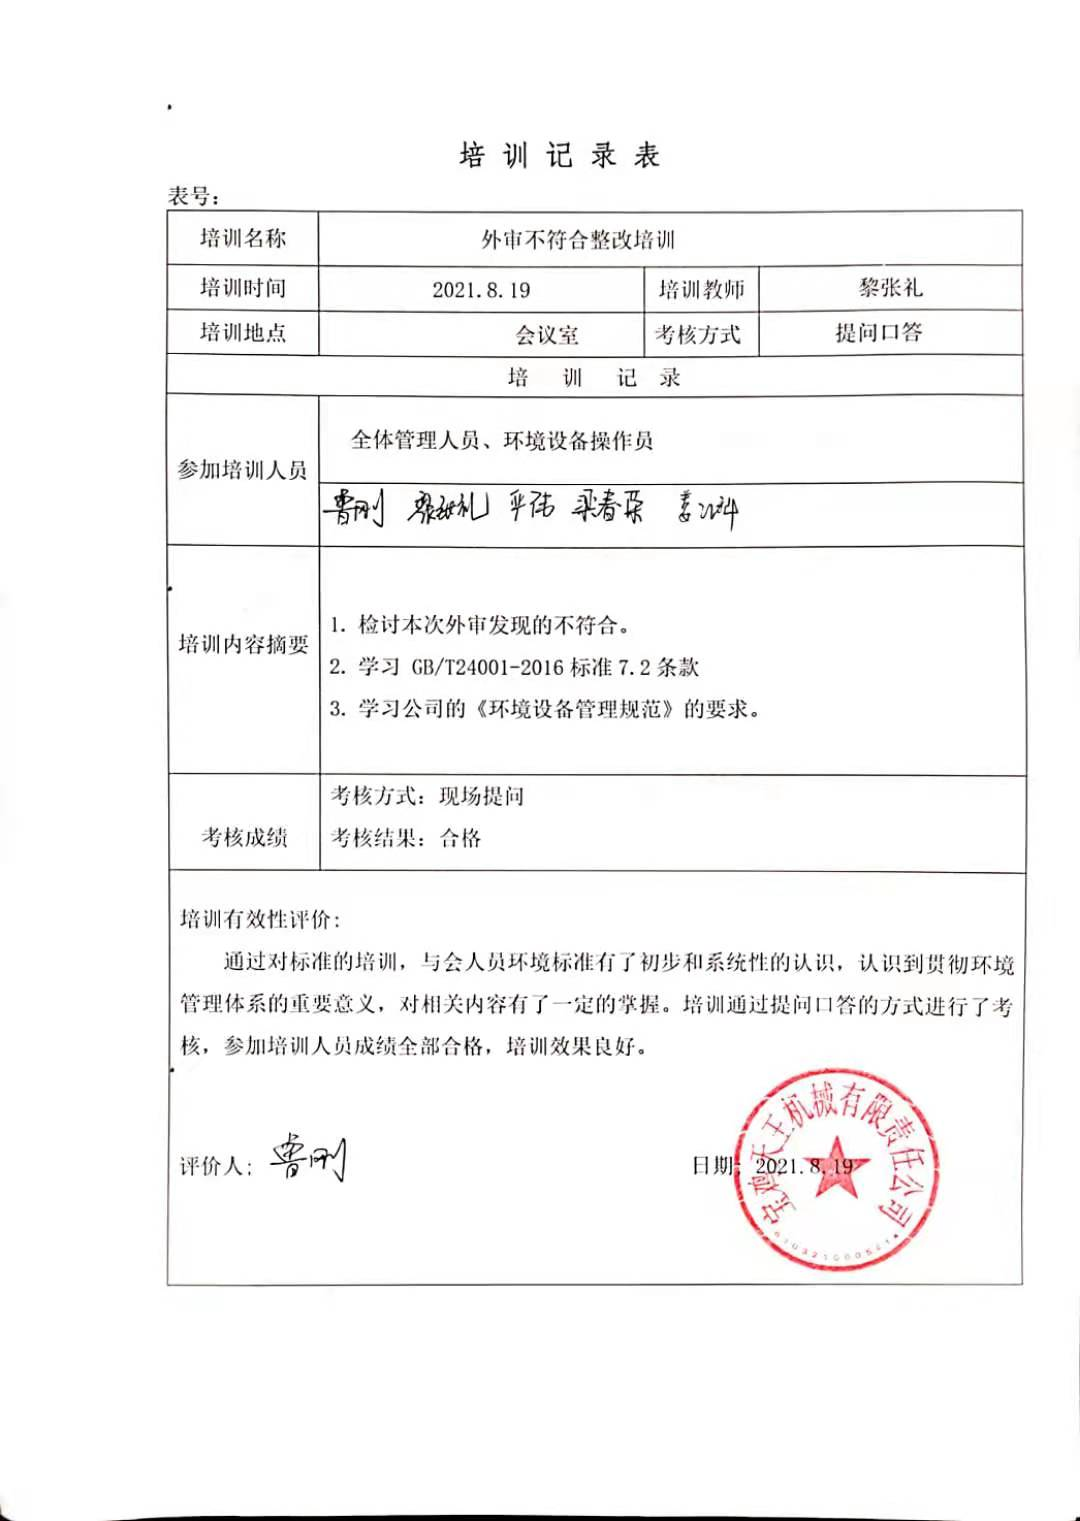 培训记录表
表号：
培训名称 外审不符合整改培训
培训时间 2021.8.19 培训教师 黎张礼
培训地点 会议室 考核方式 提问口答
培 训 记 录
参加培训人员 全体管理人员、环境设备操作员
曹刚 梁春荣
培训内容摘要
1. 检讨本次外审发现的不符合。
2. 学习 GB/T24001-2016 标准 7.2 条款
3. 学习公司的《环境设备管理规范》的要求。
考核成绩
考核方式：现场提问
考核结果：合格
培训有效性评价：
通过对标准的培训，与会人员环境标准有了初步和系统性的认识，认识到贯彻环境
管理体系的重要意义，对相关内容有了一定的掌握。培训通过提问口答的方式进行了考
核，参加培训人员成绩全部合格，培训效果良好。
评价人： 曹刚 日期：2021.8.19
宝鸡天王机械有限责任公司